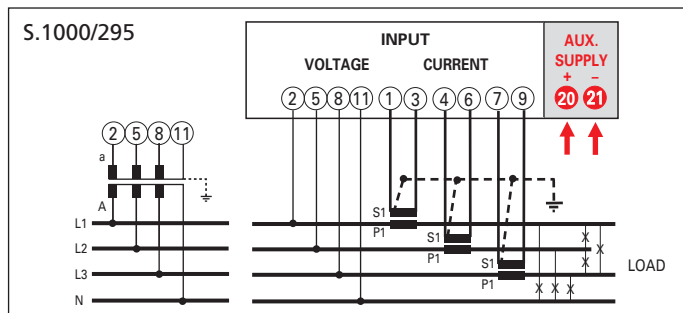 S.1000/295
INPUT
AUX.
SUPPLY
VOLTAGE
CURRENT
+ –
2 5 8 11 1 3 4 6 7 9 20 21
2 5 8 11
a
A
S1
P1
S1
P1
S1
P1
L1
L2
L3
N
X X
X X
X X X
LOAD